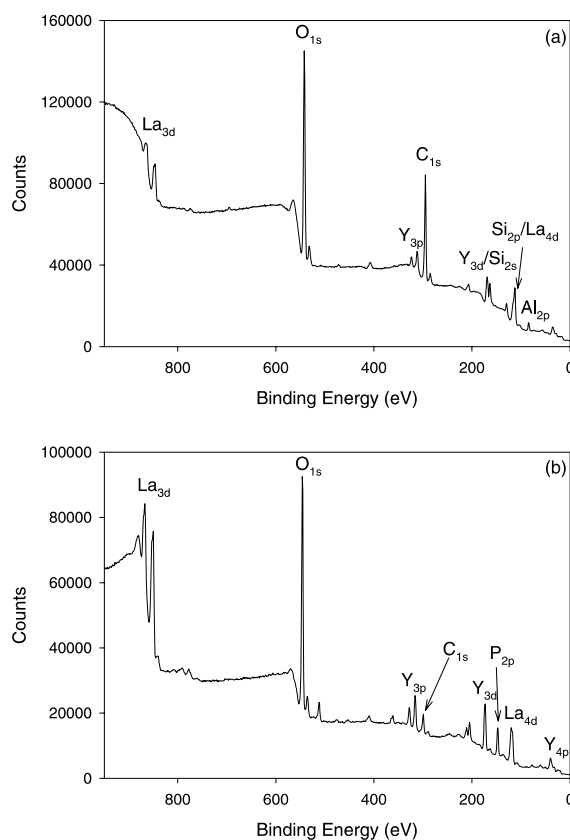 (a)
160000
120000
80000
40000
0
Counts
La3d
O1s
Y3p
C1s
Y3d/Si2s
Si2p/La4d
Al2p
800
600
400
200
0
Binding Energy (eV)
(b)
100000
80000
60000
40000
20000
0
Counts
La3d
O1s
Y3p
C1s
Y3d
P2p
La4d
Y4p
800
600
400
200
0
Binding Energy (eV)